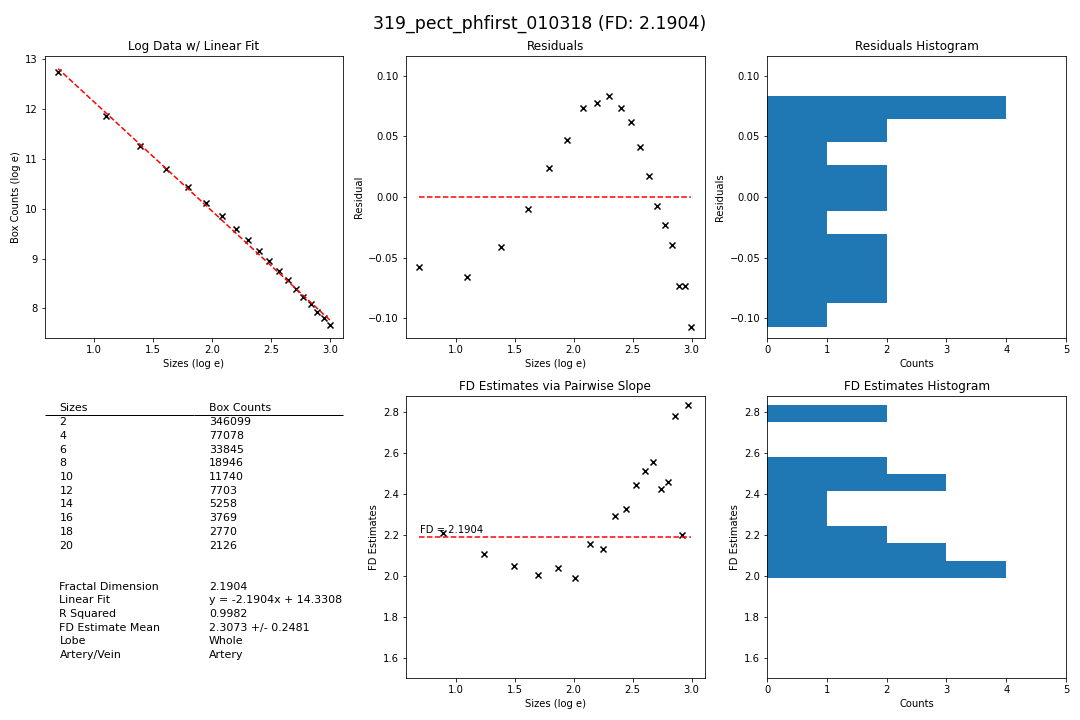 319_pect_phfirst_010318 (FD: 2.1904)
Log Data w/ Linear Fit
Box Counts (log e)
13
12
11
10
9
8
1.0 1.5 2.0 2.5 3.0
Sizes (log e)
Residuals
Residual
0.10
0.05
0.00
−0.05
−0.10
1.0 1.5 2.0 2.5 3.0
Sizes (log e)
Residuals Histogram
Residuals
0.10
0.05
0.00
−0.05
−0.10
0 1 2 3 4 5
Counts
Sizes Box Counts
2 346099
4 77078
6 33845
8 18946
10 11740
12 7703
14 5258
16 3769
18 2770
20 2126
Fractal Dimension 2.1904
Linear Fit y = -2.1904x + 14.3308
R Squared 0.9982
FD Estimate Mean 2.3073 +/- 0.2481
Lobe Whole
Artery/Vein Artery
FD Estimates via Pairwise Slope
FD Estimates
2.8
2.6
2.4
2.2
2.0
1.8
1.6
FD = 2.1904
1.0 1.5 2.0 2.5 3.0
Sizes (log e)
FD Estimates Histogram
FD Estimates
2.8
2.6
2.4
2.2
2.0
1.8
1.6
0 1 2 3 4 5
Counts